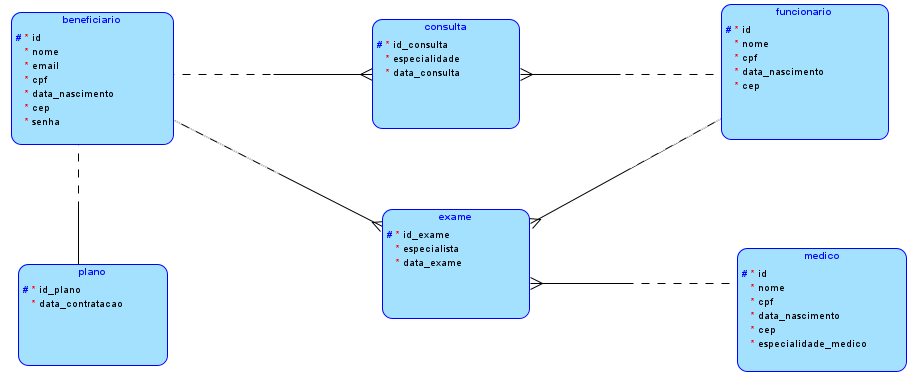 beneficiario
# * id
* nome
* email
* cpf
* data_nascimento
* cep
* senha
consulta
# * id_consulta
* especialidade
* data_consulta
funcionario
# * id
* nome
* cpf
* data_nascimento
* cep
exame
# * id_exame
* especialista
* data_exame
plano
# * id_plano
* data_contratacao
medico
# * id
* nome
* cpf
* data_nascimento
* cep
* especialidade_medico